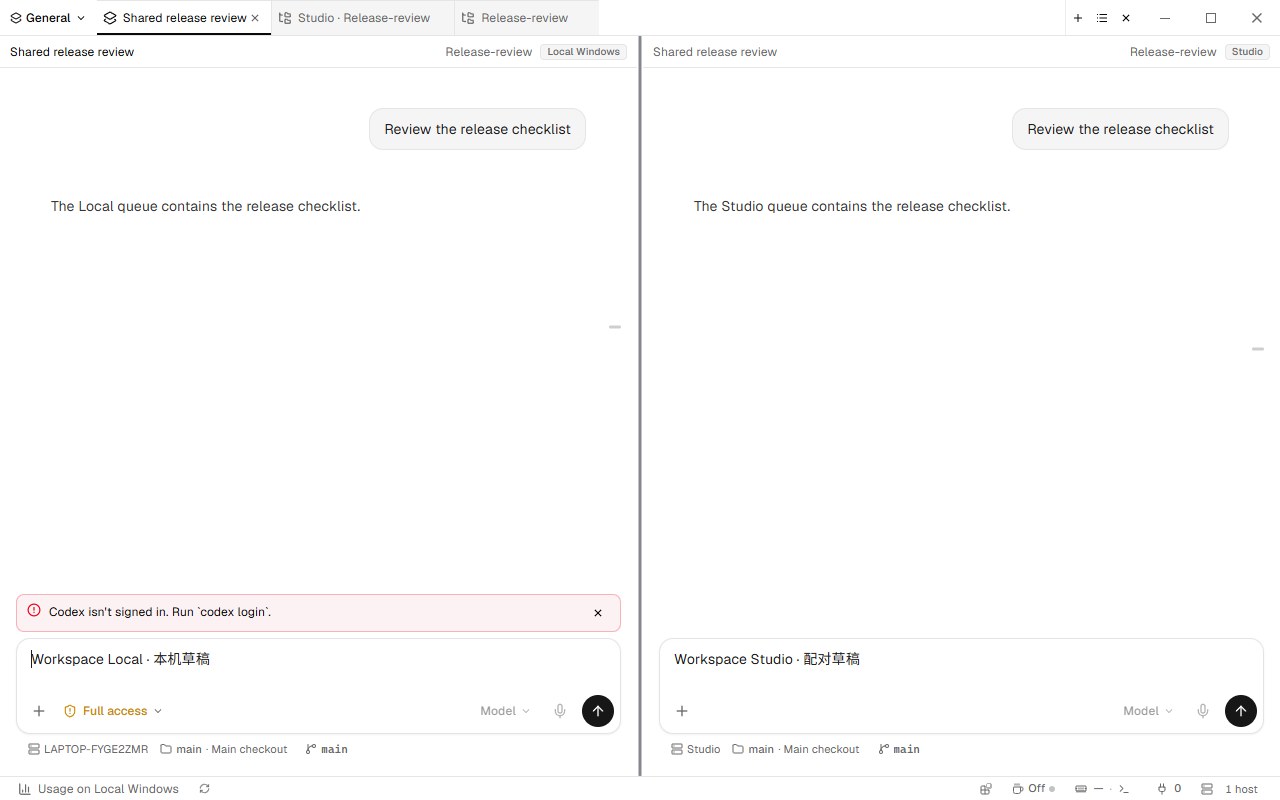 General
Shared release review
Studio · Release-review
Release-review
Shared release review
Release-review
Local Windows
Shared release review
Release-review
Studio
Review the release checklist
The Local queue contains the release checklist.
Codex isn't signed in. Run `codex login`.
Workspace Local · 本机草稿
Full access
Model
LAPTOP-FYGE2ZMR
main · Main checkout
main
Review the release checklist
The Studio queue contains the release checklist.
Workspace Studio · 配对草稿
Model
Studio
main · Main checkout
main
Usage on Local Windows
Off
— ·
0
1 host